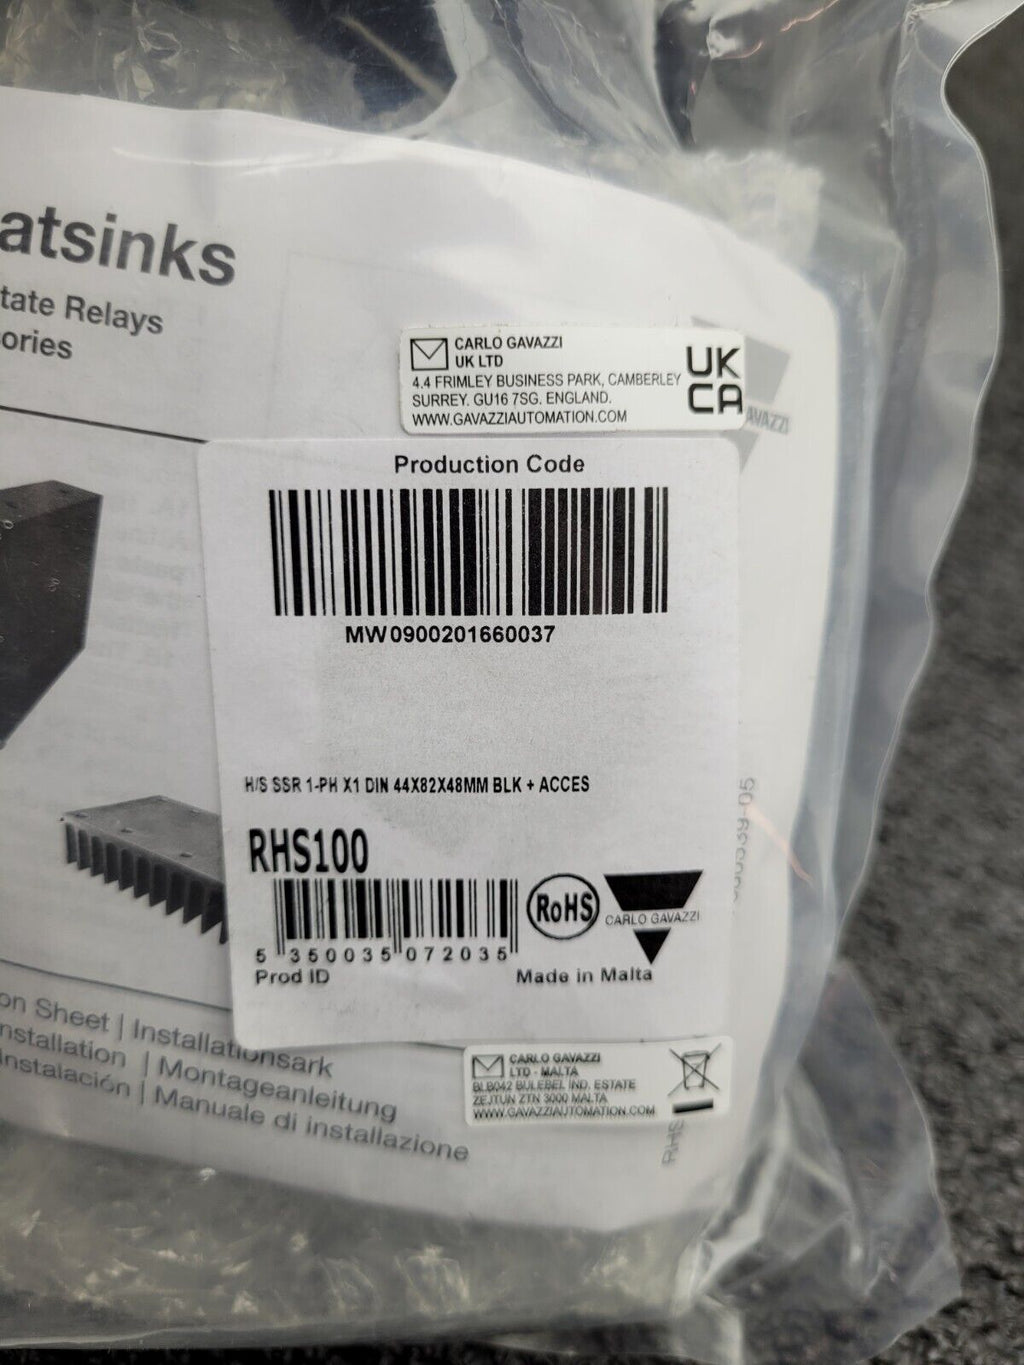 atsinks
tate Relays
ories
CARLO GAVAZZI
UK LTD
4.4 FRIMLEY BUSINESS PARK, CAMBERLEY
SURREY. GU16 7SG. ENGLAND.
WWW.GAVAZZIAUTOMATION.COM
UK
CA
GAVAZZI
Production Code
MW0900201660037
H/S SSR 1-PH X1 DIN 44X82X48MM BLK + ACCES
RHS100
5 350035 072035
RoHS
CARLO GAVAZZI
Prod ID
Made in Malta
on Sheet | Installationsark
nstallation | Montageanleitung
instalación | Manuale di installazione
CARLO GAVAZZI
LTD - MALTA
BLB042 BULEBEL IND. ESTATE
ZEJTUN ZTN 3000 MALTA
WWW.GAVAZZIAUTOMATION.COM
RHS